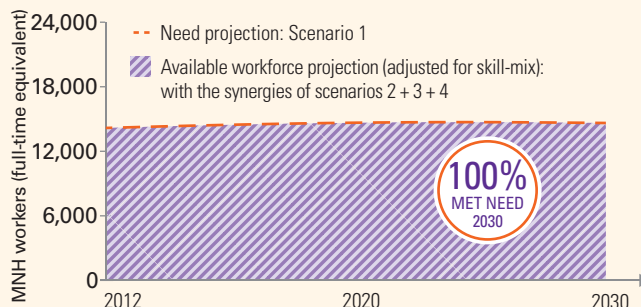 MNH workers (full-time equivalent)
24,000
18,000
12,000
6,000
0
Need projection: Scenario 1
Available workforce projection (adjusted for skill-mix):
with the synergies of scenarios 2 + 3 + 4
100%
MET NEED
2030
2012
2020
2030